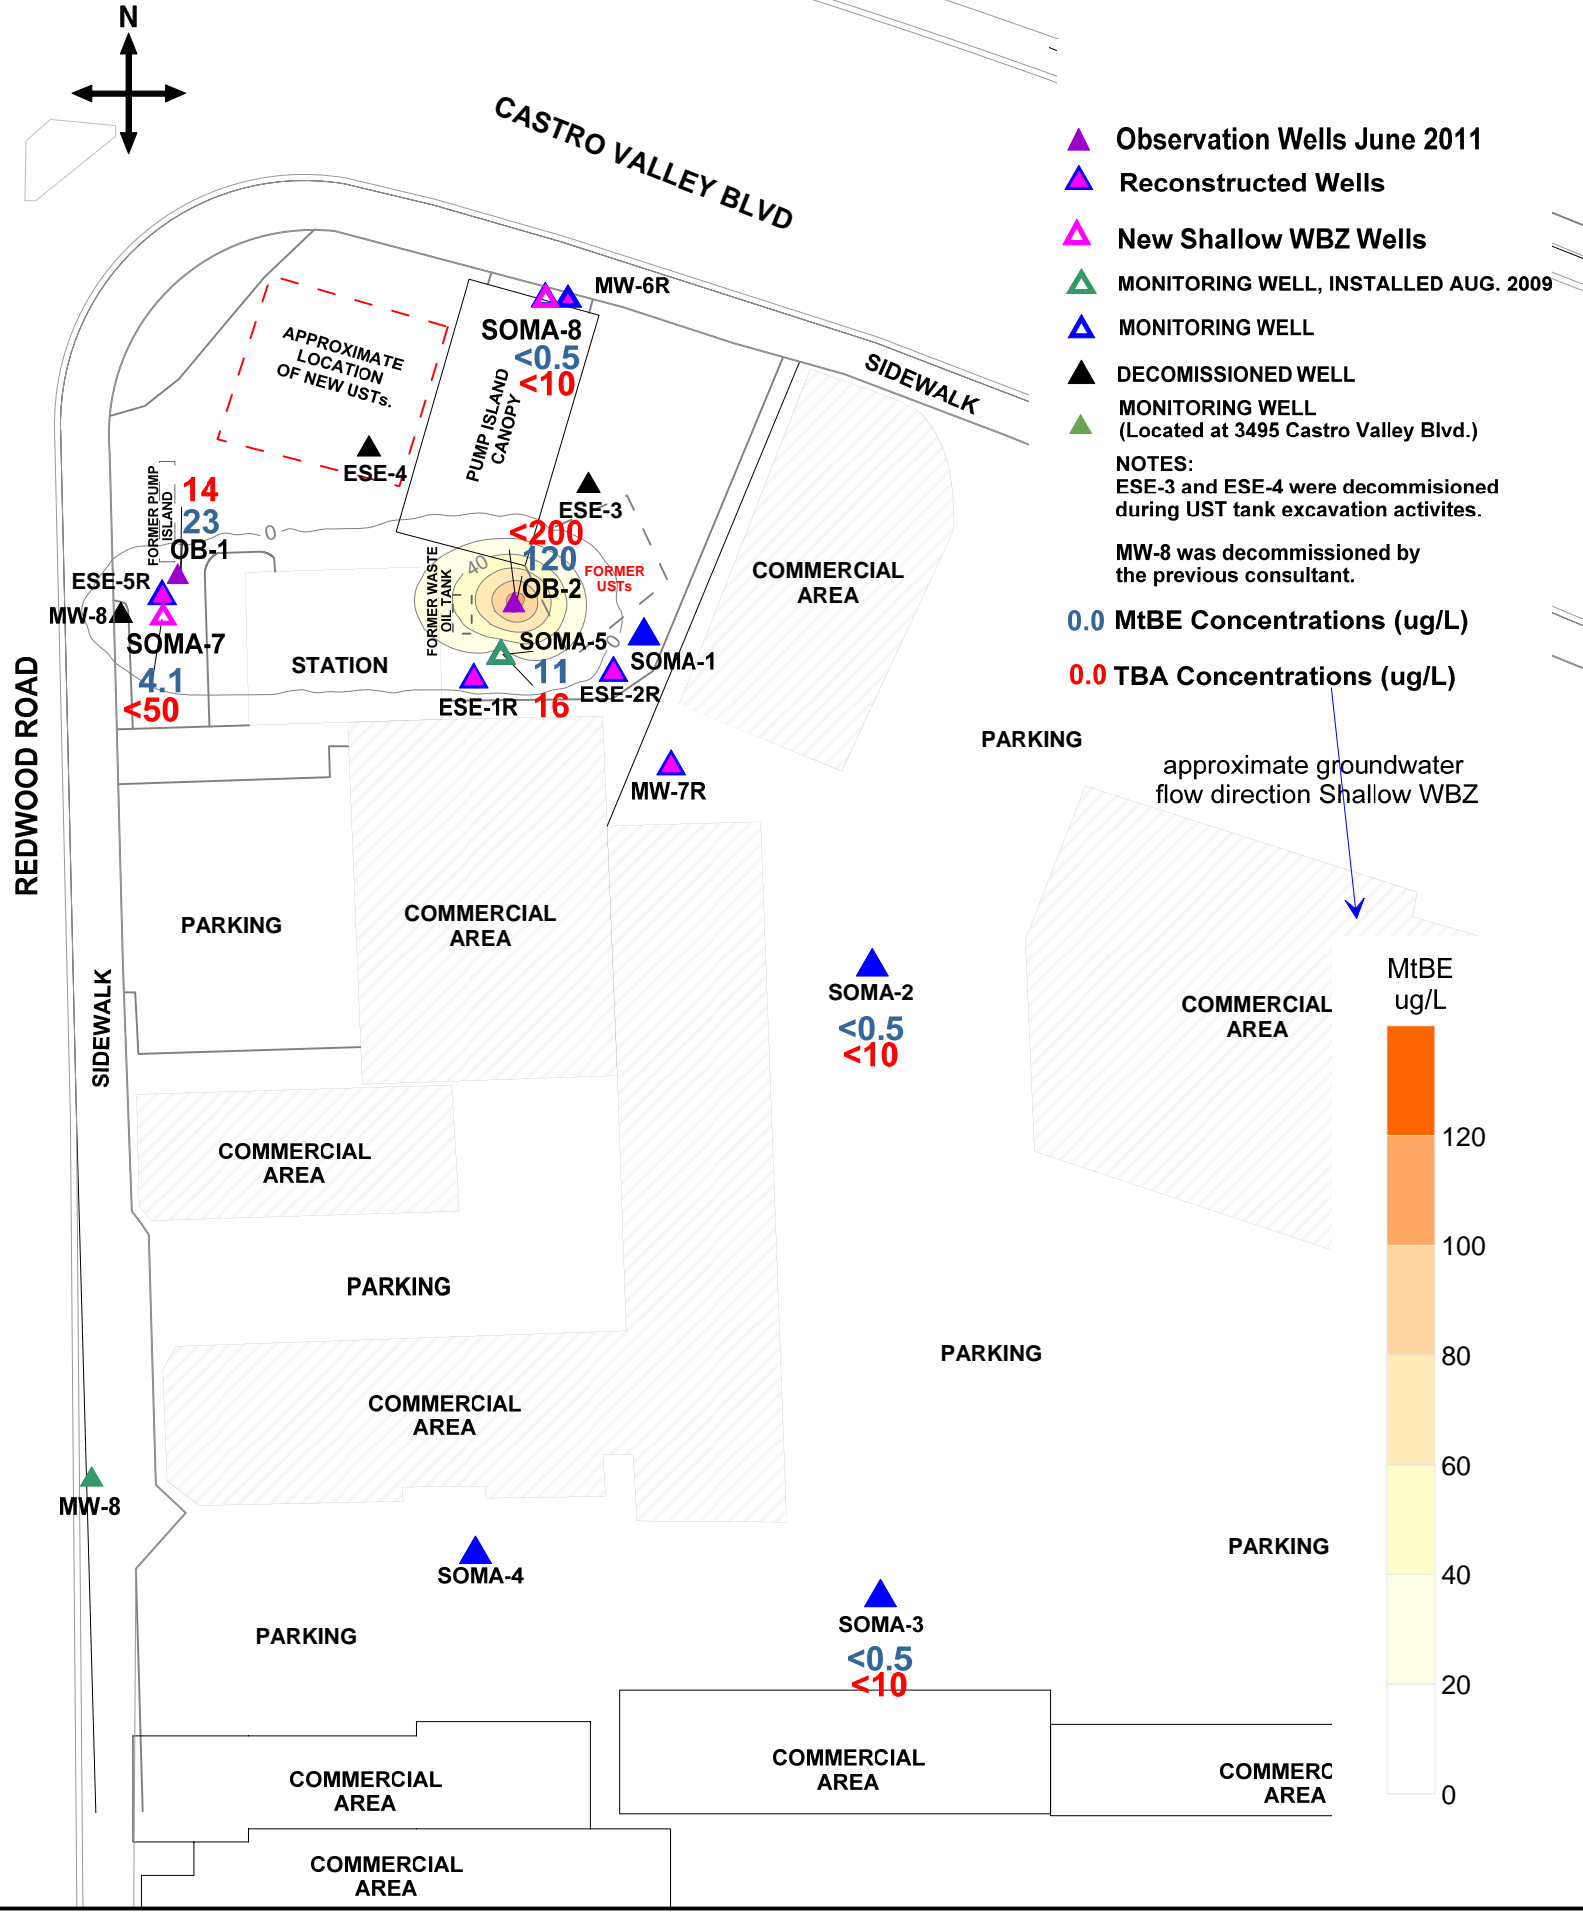 N
CASTRO VALLEY BLVD
Observation Wells June 2011
Reconstructed Wells
New Shallow WBZ Wells
MONITORING WELL, INSTALLED AUG. 2009
MONITORING WELL
DECOMISSIONED WELL
MONITORING WELL
(Located at 3495 Castro Valley Blvd.)
NOTES:
ESE-3 and ESE-4 were decommisioned
during UST tank excavation activites.
MW-8 was decommissioned by
the previous consultant.
0.0 MtBE Concentrations (ug/L)
0.0 TBA Concentrations (ug/L)
approximate groundwater
flow direction Shallow WBZ
MW-6R
SOMA-8
<0.5
<10
APPROXIMATE
LOCATION
OF NEW USTs.
PUMP ISLAND
CANOPY
SIDEWALK
ESE-4
ESE-3
FORMER PUMP
ISLAND
14
23
OB-1
0
<200
120
OB-2
40
FORMER
USTs
FORMER WASTE
OIL TANK
COMMERCIAL
AREA
ESE-5R
MW-8
SOMA-7
4.1
<50
STATION
SOMA-5
11
16
0
SOMA-1
ESE-2R
ESE-1R
MW-7R
PARKING
REDWOOD ROAD
SIDEWALK
PARKING
COMMERCIAL
AREA
SOMA-2
<0.5
<10
COMMERCIAL
AREA
MtBE
ug/L
120
100
80
60
40
20
0
COMMERCIAL
AREA
PARKING
PARKING
COMMERCIAL
AREA
MW-8
SOMA-4
PARKING
PARKING
SOMA-3
<0.5
<10
COMMERCIAL
AREA
COMMERCIAL
AREA
COMMERC
AREA
COMMERCIAL
AREA